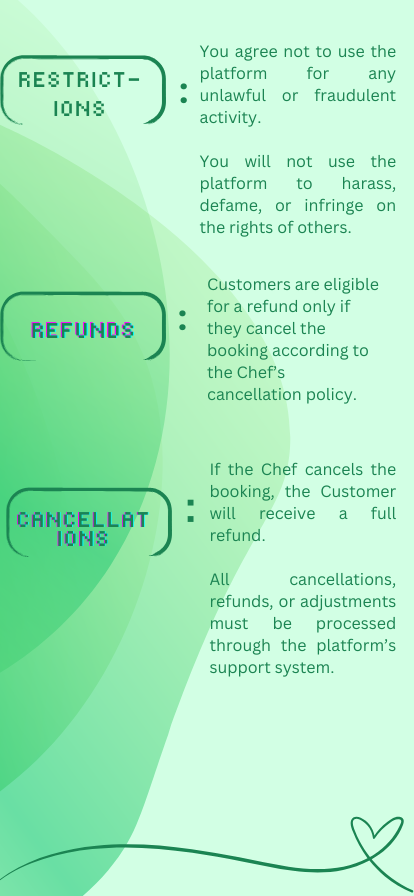 RESTRICT-
IONS
:
You agree not to use the
platform for any
unlawful or fraudulent
activity.
You will not use the
platform to harass,
defame, or infringe on
the rights of others.
REFUNDS
:
Customers are eligible
for a refund only if
they cancel the
booking according to
the Chef's
cancellation policy.
CANCELLAT
IONS
:
If the Chef cancels the
booking, the Customer
will receive a full
refund.
All cancellations,
refunds, or adjustments
must be processed
through the platform's
support system.